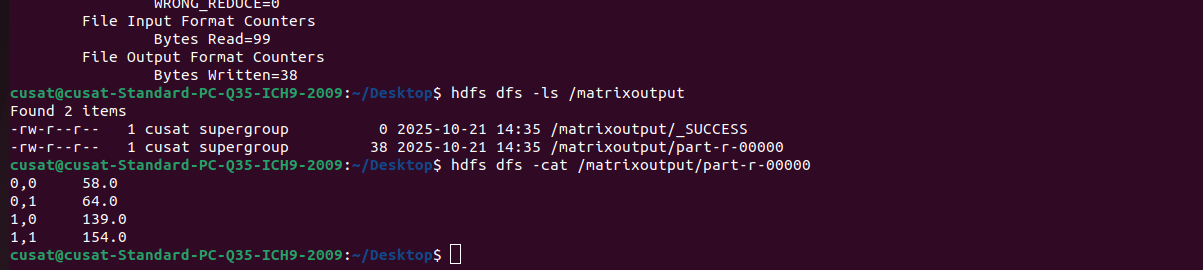 WRONG_REDUCE=0
File Input Format Counters
Bytes Read=99
File Output Format Counters
Bytes Written=38
cusat@cusat-Standard-PC-Q35-ICH9-2009:~/Desktop$ hdfs dfs -ls /matrixoutput
Found 2 items
-rw-r--r--   1 cusat supergroup          0 2025-10-21 14:35 /matrixoutput/_SUCCESS
-rw-r--r--   1 cusat supergroup         38 2025-10-21 14:35 /matrixoutput/part-r-00000
cusat@cusat-Standard-PC-Q35-ICH9-2009:~/Desktop$ hdfs dfs -cat /matrixoutput/part-r-00000
0,0     58.0
0,1     64.0
1,0     139.0
1,1     154.0
cusat@cusat-Standard-PC-Q35-ICH9-2009:~/Desktop$